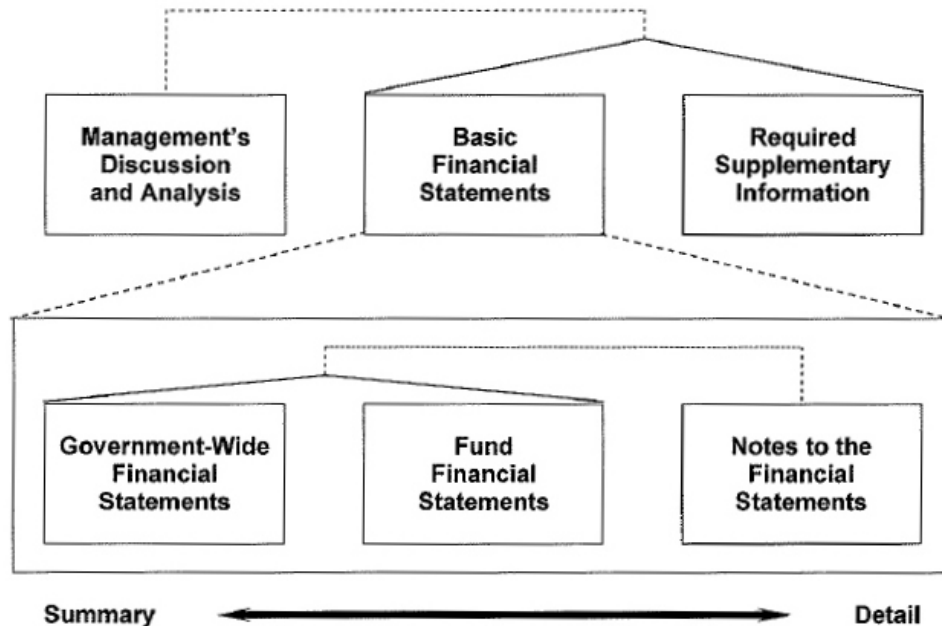 Management's
Discussion
and Analysis
Basic
Financial
Statements
Required
Supplementary
Information
Government-Wide
Financial
Statements
Fund
Financial
Statements
Notes to the
Financial
Statements
Summary
Detail